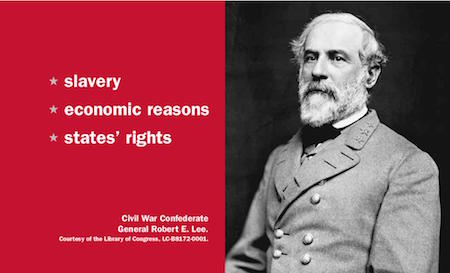 slavery
economic reasons
states' rights
Civil War Confederate
General Robert E. Lee.
Courtesy of the Library of Congress, LC-B8172-0001.